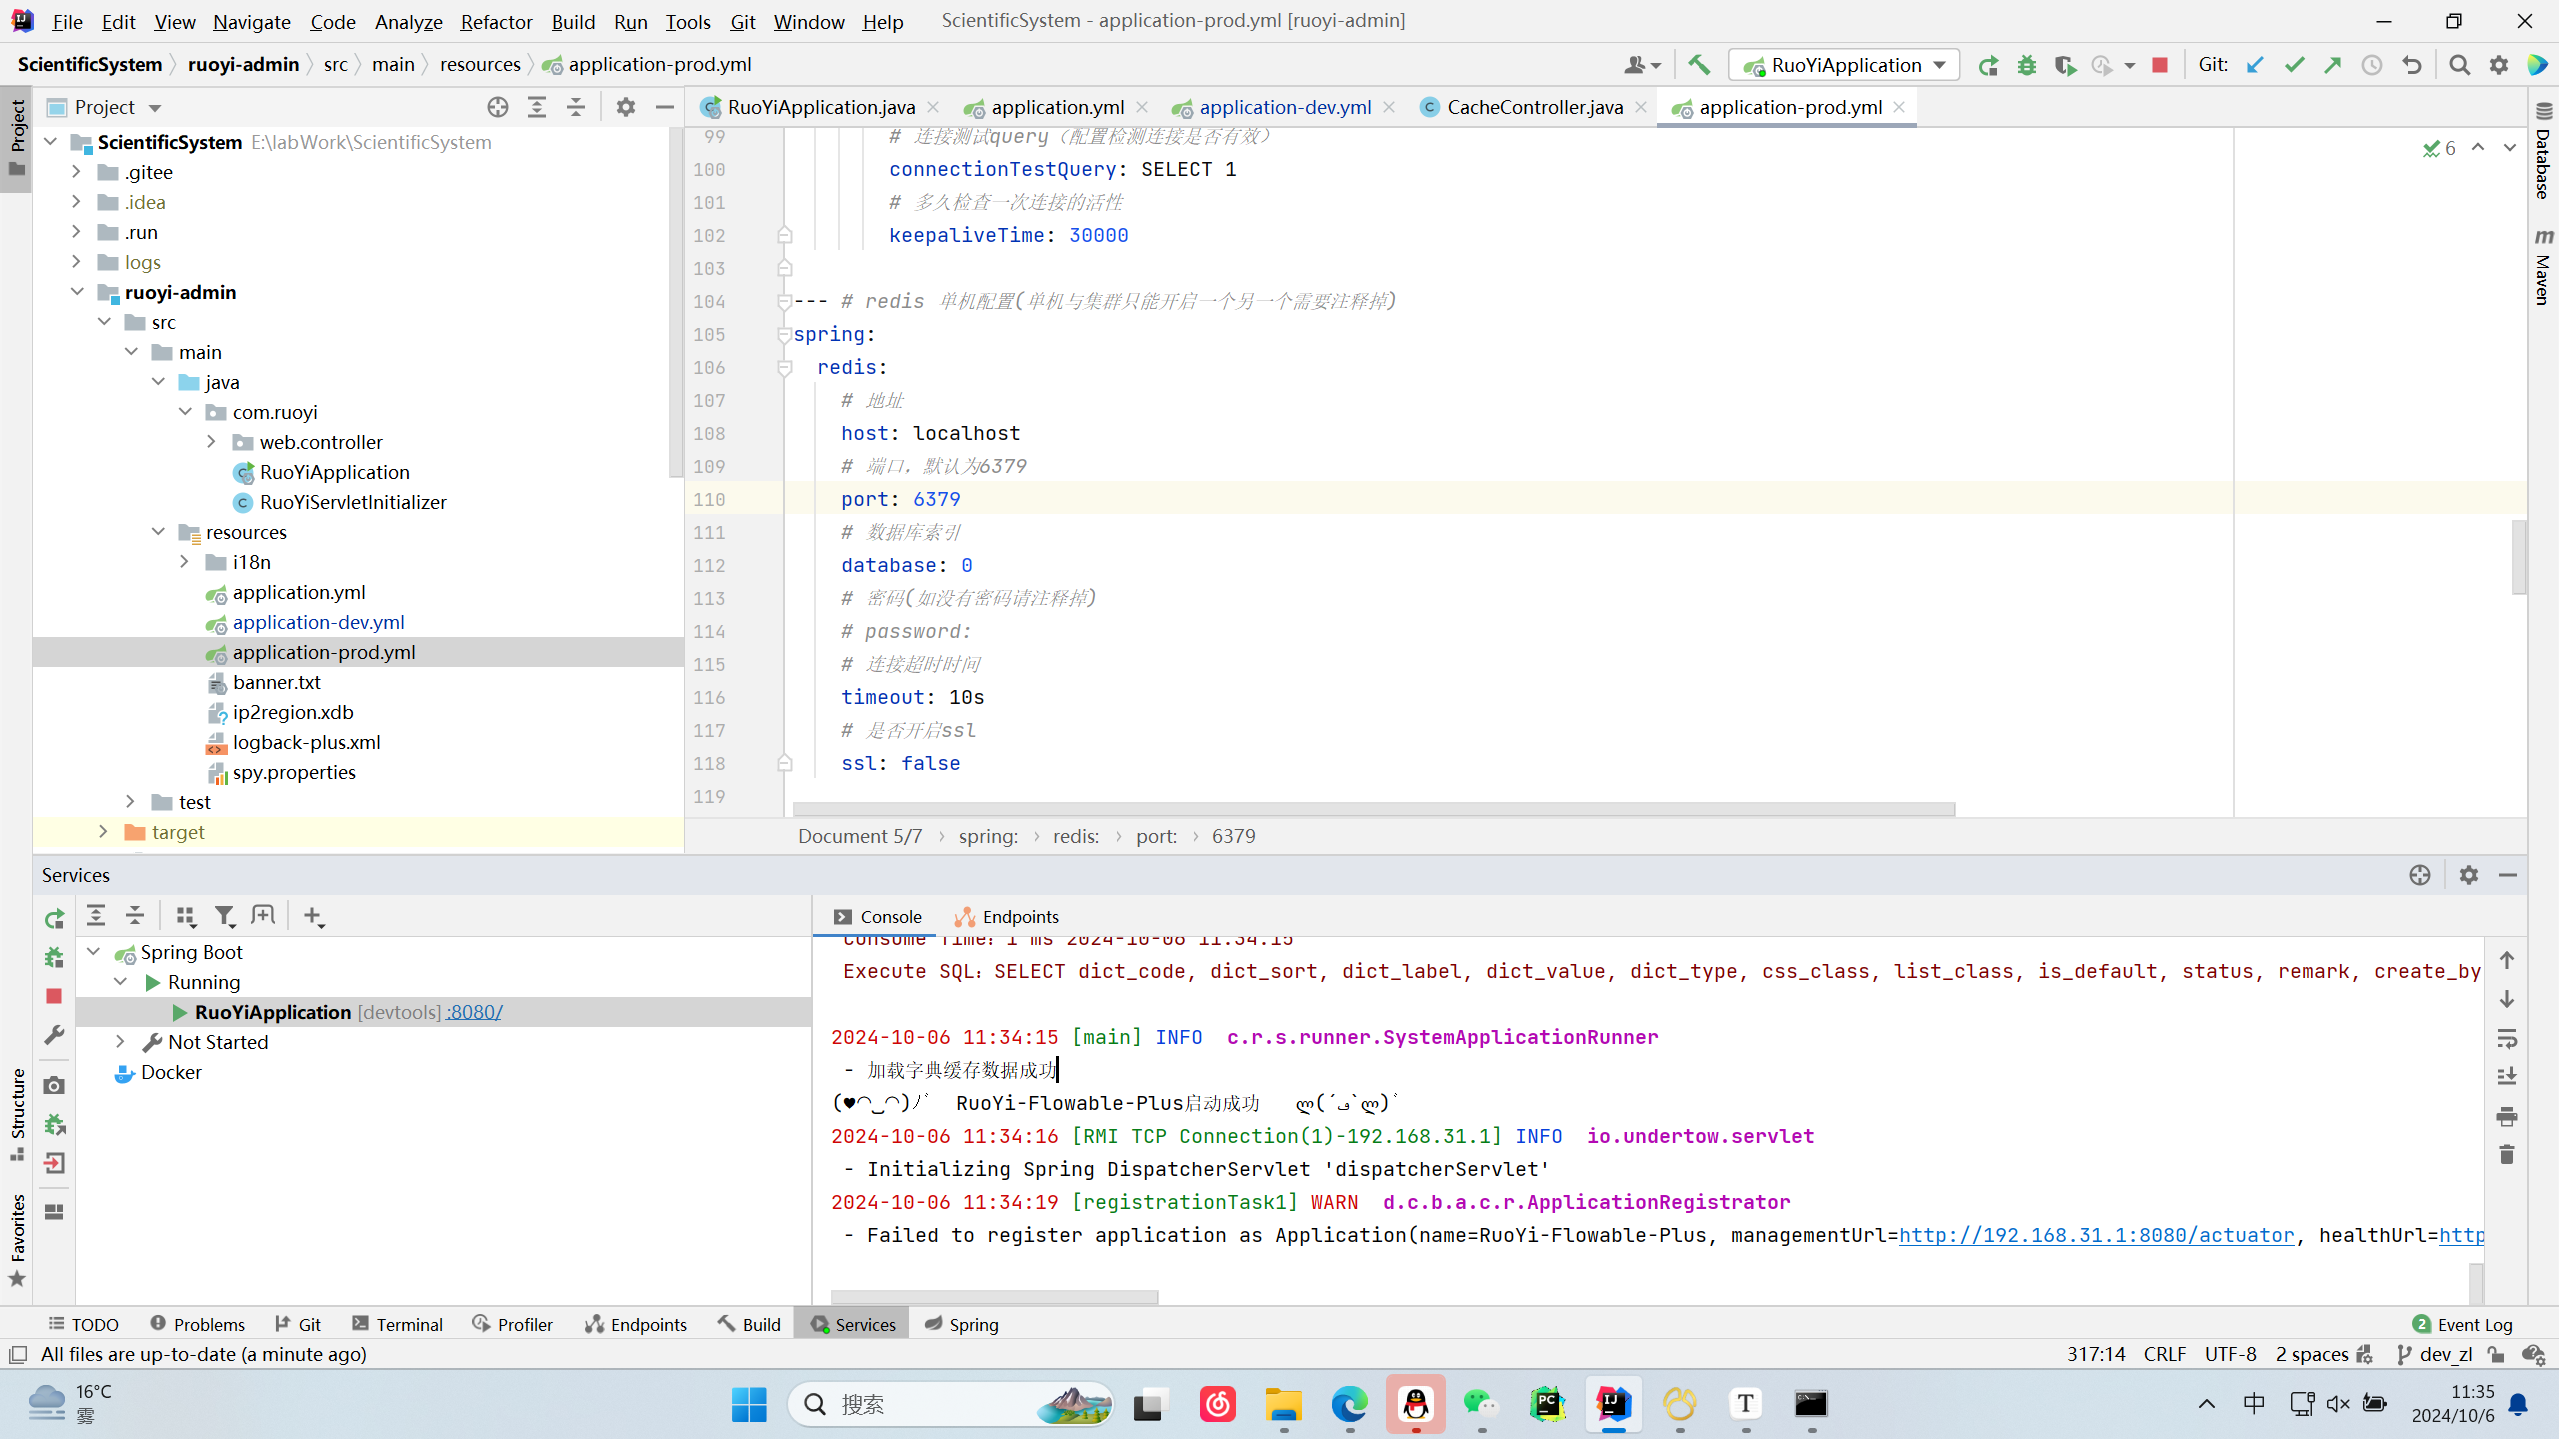 File Edit View Navigate Code Analyze Refactor Build Run Tools Git Window Help ScientificSystem - application-prod.yml [ruoyi-admin]
ScientificSystem ruoyi-admin src main resources application-prod.yml RuoYiApplication Git:
Project
RuoYiApplication.java application.yml application-dev.yml CacheController.java application-prod.yml
Project
Structure
Favorites
Database
Maven
ScientificSystem E:\labWork\ScientificSystem
.gitee
.idea
.run
logs
ruoyi-admin
src
main
java
com.ruoyi
web.controller
RuoYiApplication
RuoYiServletInitializer
resources
i18n
application.yml
application-dev.yml
application-prod.yml
banner.txt
ip2region.xdb
logback-plus.xml
spy.properties
test
target
6
99 # 连接测试query（配置检测连接是否有效）
100 connectionTestQuery: SELECT 1
101 # 多久检查一次连接的活性
102 keepaliveTime: 30000
103
104 --- # redis 单机配置(单机与集群只能开启一个另一个需要注释掉)
105 spring:
106 redis:
107 # 地址
108 host: localhost
109 # 端口，默认为6379
110 port: 6379
111 # 数据库索引
112 database: 0
113 # 密码(如没有密码请注释掉)
114 # password:
115 # 连接超时时间
116 timeout: 10s
117 # 是否开启ssl
118 ssl: false
119
Document 5/7 › spring: › redis: › port: › 6379
Services
Spring Boot
Running
RuoYiApplication [devtools] :8080/
Not Started
Docker
Console Endpoints
Consume Time：1 ms 2024-10-06 11:34:15
Execute SQL：SELECT dict_code, dict_sort, dict_label, dict_value, dict_type, css_class, list_class, is_default, status, remark, create_by
2024-10-06 11:34:15 [main] INFO c.r.s.runner.SystemApplicationRunner
- 加载字典缓存数据成功
(♥◠‿◠)ﾉﾞ RuoYi-Flowable-Plus启动成功 ლ(´ڡ`ლ)ﾞ
2024-10-06 11:34:16 [RMI TCP Connection(1)-192.168.31.1] INFO io.undertow.servlet
- Initializing Spring DispatcherServlet 'dispatcherServlet'
2024-10-06 11:34:19 [registrationTask1] WARN d.c.b.a.c.r.ApplicationRegistrator
- Failed to register application as Application(name=RuoYi-Flowable-Plus, managementUrl=http://192.168.31.1:8080/actuator, healthUrl=http
TODO Problems Git Terminal Profiler Endpoints Build Services Spring 2 Event Log
All files are up-to-date (a minute ago) 317:14 CRLF UTF-8 2 spaces dev_zl
16°C
雾
搜索
中
11:35
2024/10/6